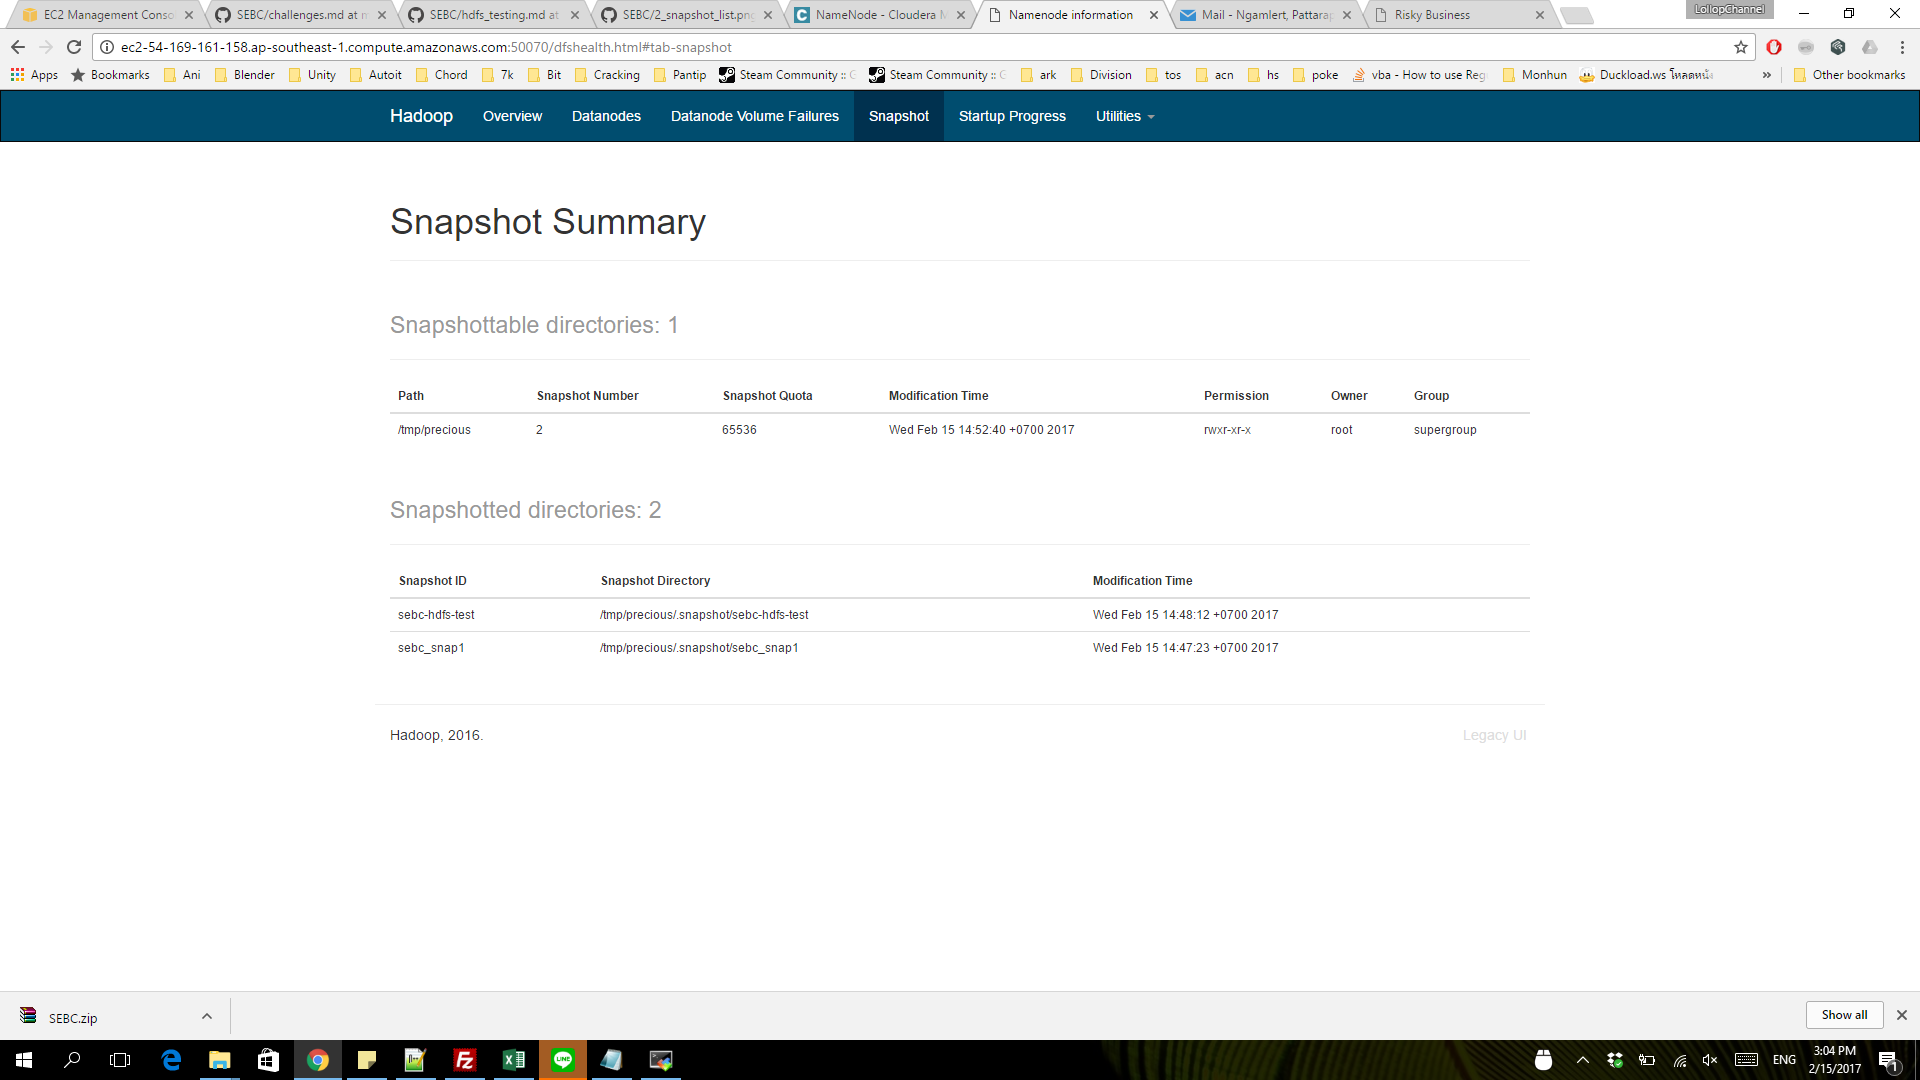 EC2 Management Conso
SEBC/challenges.md at m
SEBC/hdfs_testing.md at
SEBC/2_snapshot_list.png
NameNode - Cloudera M
Namenode information
Mail - Ngamlert, Pattarap
Risky Business
LollopChannel
ec2-54-169-161-158.ap-southeast-1.compute.amazonaws.com:50070/dfshealth.html#tab-snapshot
Apps Bookmarks Ani Blender Unity Autoit Chord 7k Bit Cracking Pantip Steam Community :: G Steam Community :: G ark Division tos acn hs poke vba - How to use Reg Monhun Duckload.ws โหลดหนัง » Other bookmarks
Hadoop Overview Datanodes Datanode Volume Failures Snapshot Startup Progress Utilities
Snapshot Summary
Snapshottable directories: 1
Path Snapshot Number Snapshot Quota Modification Time Permission Owner Group
/tmp/precious 2 65536 Wed Feb 15 14:52:40 +0700 2017 rwxr-xr-x root supergroup
Snapshotted directories: 2
Snapshot ID Snapshot Directory Modification Time
sebc-hdfs-test /tmp/precious/.snapshot/sebc-hdfs-test Wed Feb 15 14:48:12 +0700 2017
sebc_snap1 /tmp/precious/.snapshot/sebc_snap1 Wed Feb 15 14:47:23 +0700 2017
Hadoop, 2016. Legacy UI
SEBC.zip Show all
ENG 3:04 PM
2/15/2017 1